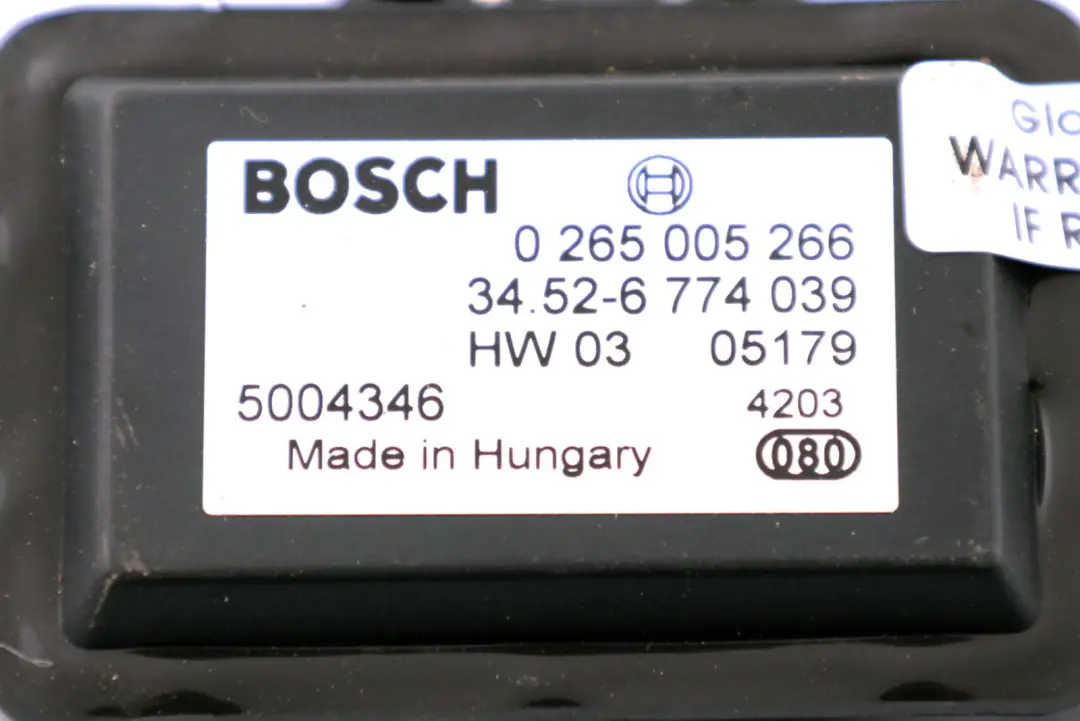 BOSCH
0 265 005 266
34.52-6 774 039
HW 03 05179
5004346 4203
Made in Hungary 080
WARR
IF R